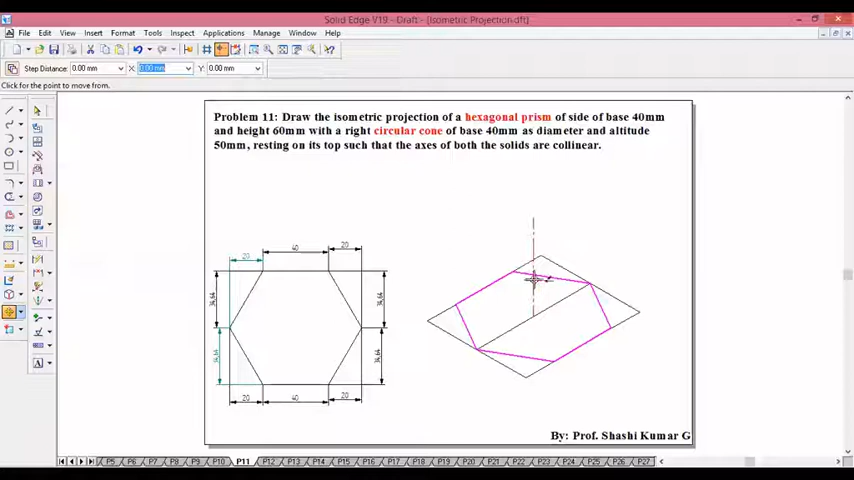 Solid Edge V19 - Draft - [Isometric Projection.dft]
File Edit View Insert Format Tools Inspect Applications Manage Window Help
Step Distance: 0.00 mm X: 0.00 mm Y: 0.00 mm
Click for the point to move from.
Problem 11: Draw the isometric projection of a hexagonal prism of side of base 40mm
and height 60mm with a right circular cone of base 40mm as diameter and altitude
50mm, resting on its top such that the axes of both the solids are collinear.
20 40 20
34,64 34,64
34,64 34,64
20 40 20
By: Prof. Shashi Kumar G
P5 P6 P7 P8 P9 P10 P11 P12 P13 P14 P15 P16 P17 P18 P19 P20 P21 P22 P23 P24 P25 P26 P27